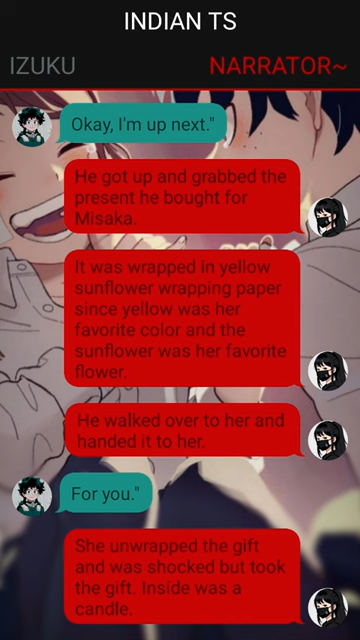 INDIAN TS
IZUKU NARRATOR~
Okay, I'm up next."
He got up and grabbed the
present he bought for
Misaka.
It was wrapped in yellow
sunflower wrapping paper
since yellow was her
favorite color and the
sunflower was her favorite
flower.
He walked over to her and
handed it to her.
For you."
She unwrapped the gift
and was shocked but took
the gift. Inside was a
candle.